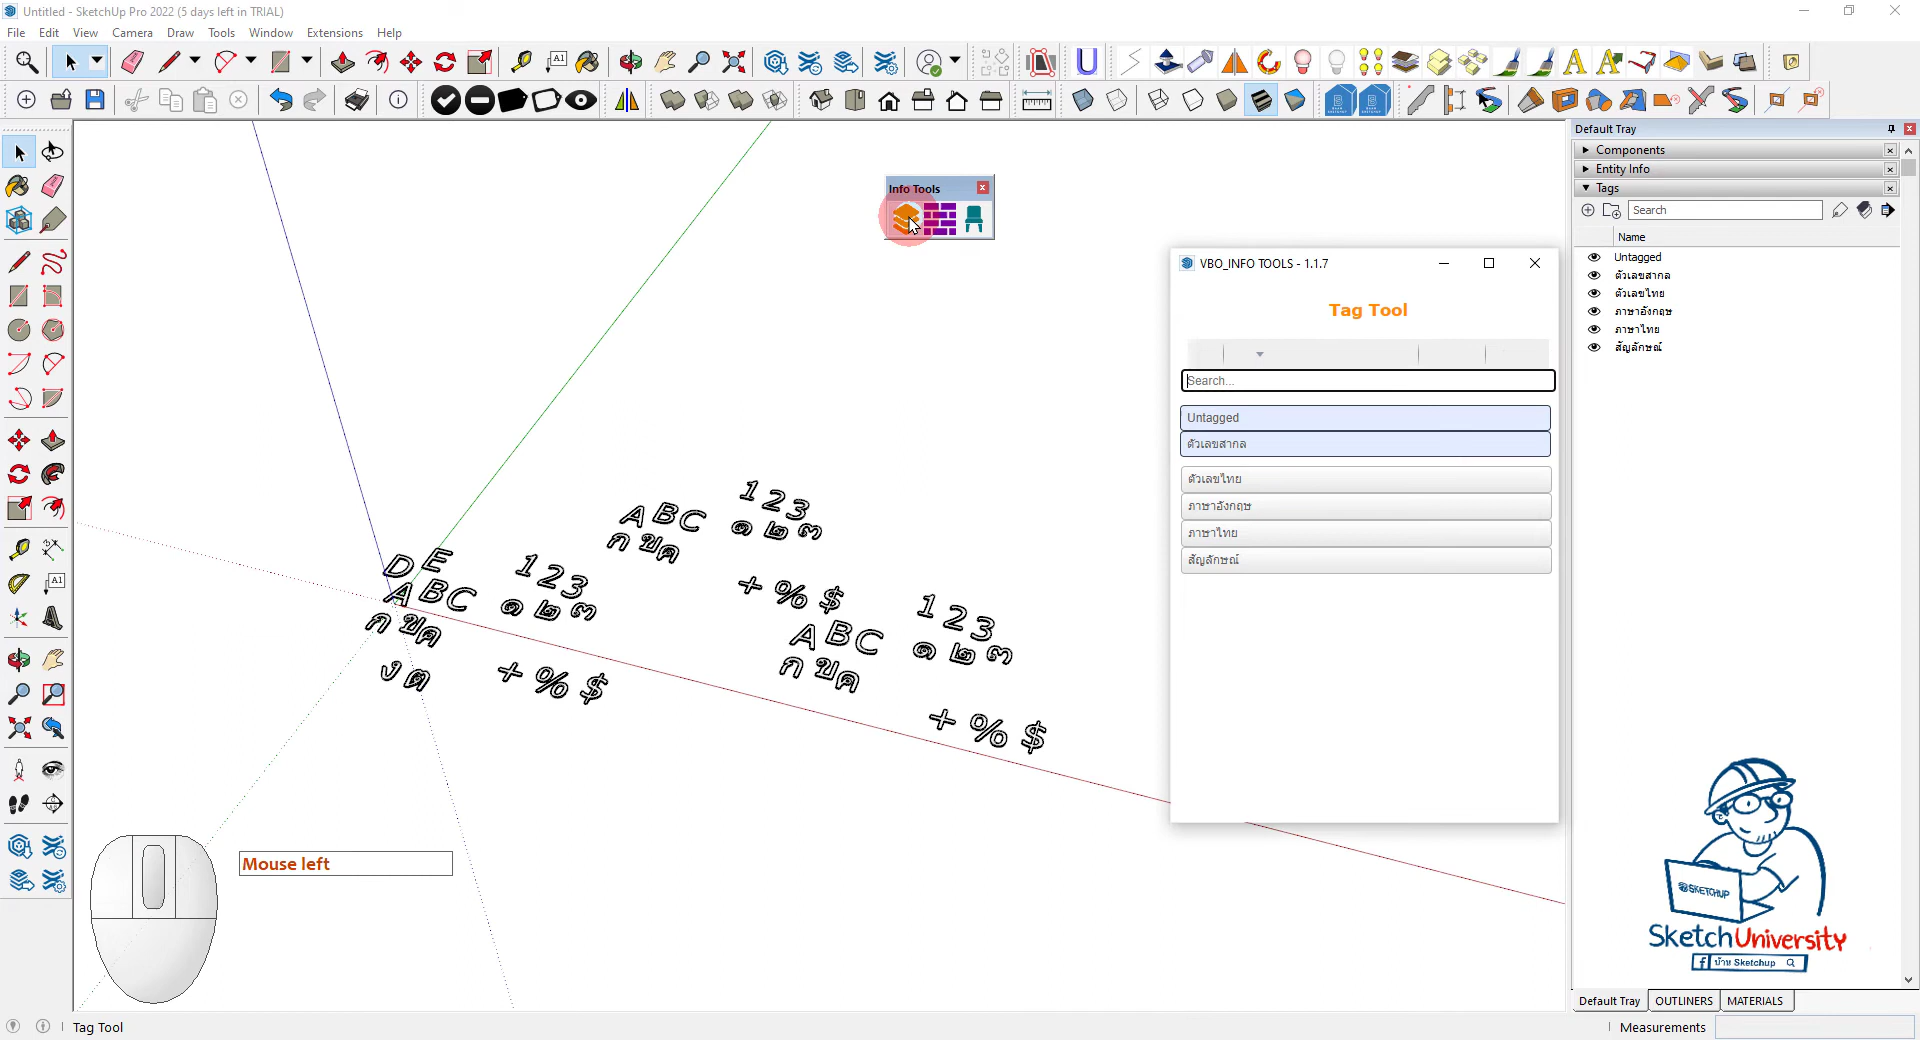 Untitled - SketchUp Pro 2022 (5 days left in TRIAL)
File Edit View Camera Draw Tools Window Extensions Help
Default Tray
Components
Entity Info
Tags
Search
Name
Untagged
ตัวเลขสากล
ตัวเลขไทย
ภาษาอังกฤษ
ภาษาไทย
สัญลักษณ์
Info Tools
VBO_INFO TOOLS - 1.1.7
Tag Tool
Search...
Untagged
ตัวเลขสากล
ตัวเลขไทย
ภาษาอังกฤษ
ภาษาไทย
สัญลักษณ์
ABC 123
กขค ๑๒๓
+%$
DE
ABC 123
กขค ๑๒๓
งต +%$
ABC 123
กขค ๑๒๓
+%$
Mouse left
SKETCHUP
SketchUniversity
f บ้าน Sketchup
Default Tray OUTLINERS MATERIALS
Tag Tool
Measurements